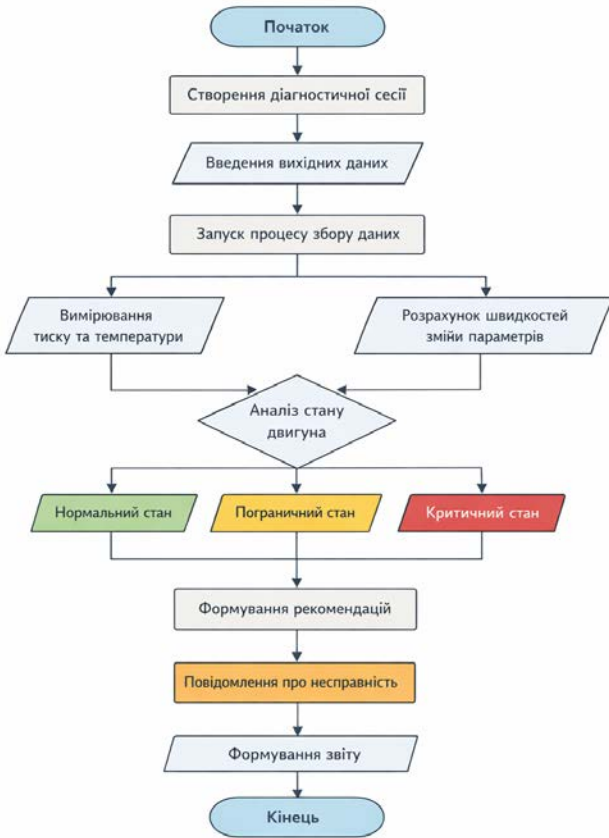 Початок
Створення діагностичної сесії
Введення вихідних даних
Запуск процесу збору даних
Вимірювання
тиску та температури
Розрахунок швидкостей
зміни параметрів
Аналіз стану
двигуна
Нормальний стан
Пограничний стан
Критичний стан
Формування рекомендацій
Повідомлення про несправність
Формування звіту
Кінець